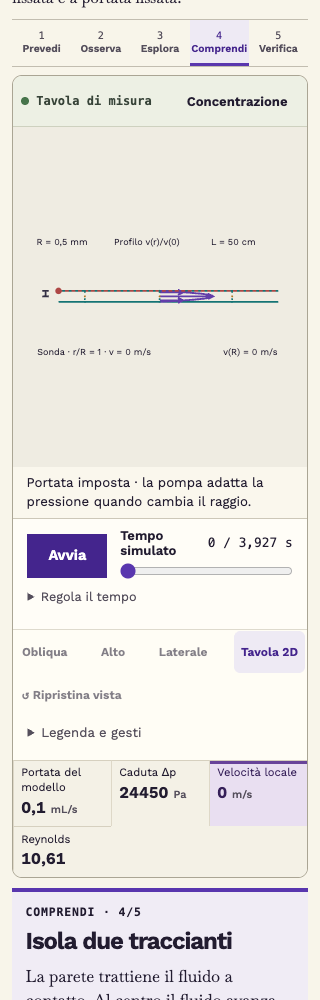 1 2 3 4 5
Prevedi Osserva Esplora Comprendi Verifica
Tavola di misura Concentrazione
R = 0,5 mm Profilo v(r)/v(0) L = 50 cm
H
Sonda · r/R = 1 · v = 0 m/s v(R) = 0 m/s
Portata imposta · la pompa adatta la
pressione quando cambia il raggio.
Avvia
Tempo
simulato
0 / 3,927 s
▶ Regola il tempo
Obliqua Alto Laterale Tavola 2D
↺ Ripristina vista
▶ Legenda e gesti
Portata del
modello
0,1 mL/s
Caduta Δp
24450 Pa
Velocità locale
0 m/s
Reynolds
10,61
COMPRENDI · 4/5
Isola due traccianti
La parete trattiene il fluido a